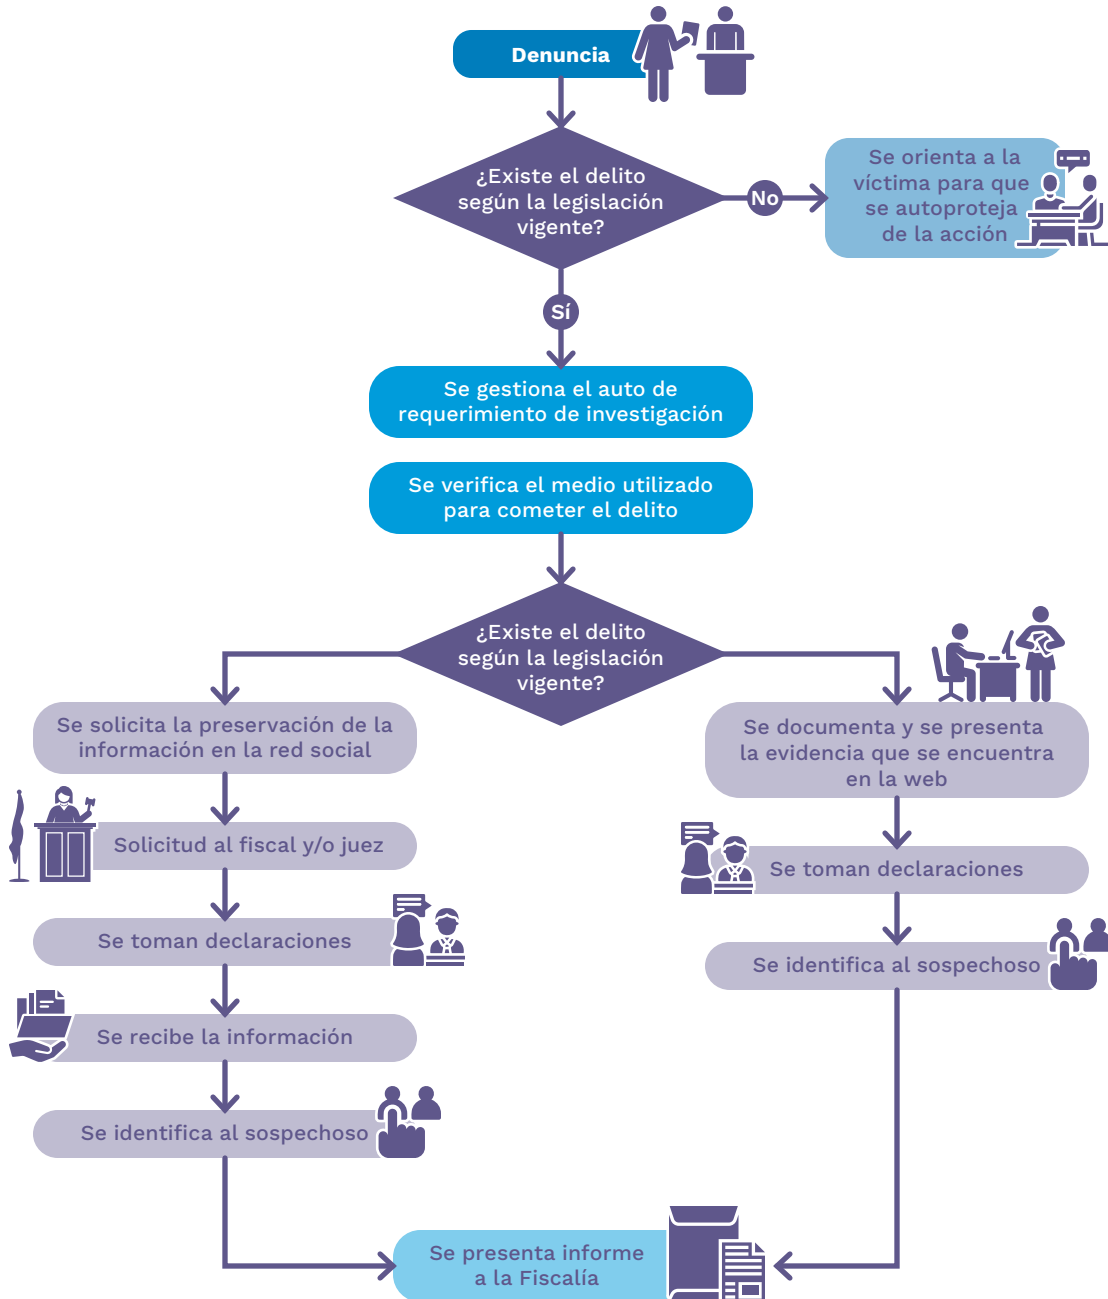 Denuncia
¿Existe el delito
según la legislación
vigente?
No
Se orienta a la
víctima para que
se autoproteja
de la acción
Sí
Se gestiona el auto de
requerimiento de investigación
Se verifica el medio utilizado
para cometer el delito
¿Existe el delito
según la legislación
vigente?
Se solicita la preservación de la
información en la red social
Solicitud al fiscal y/o juez
Se toman declaraciones
Se recibe la información
Se identifica al sospechoso
Se documenta y se presenta
la evidencia que se encuentra
en la web
Se toman declaraciones
Se identifica al sospechoso
Se presenta informe
a la Fiscalía